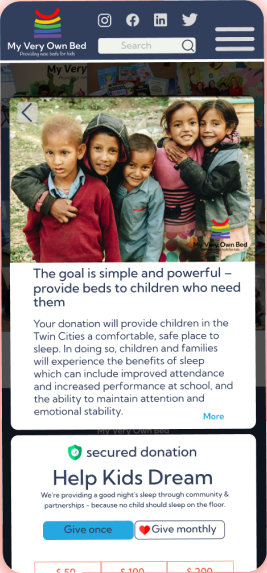 My Very Own Bed
Providing new beds for kids
Search
My Very
My Very Own Bed
The goal is simple and powerful –
provide beds to children who need
them
Your donation will provide children in the
Twin Cities a comfortable, safe place to
sleep. In doing so, children and families
will experience the benefits of sleep
which can include improved attendance
and increased performance at school, and
the ability to maintain attention and
emotional stability.
More
My Very Own Bed
secured donation
Help Kids Dream
We're providing a good night's sleep through community &
partnerships – because no child should sleep on the floor.
Give once
Give monthly
$ 50 $ 100 $ 200